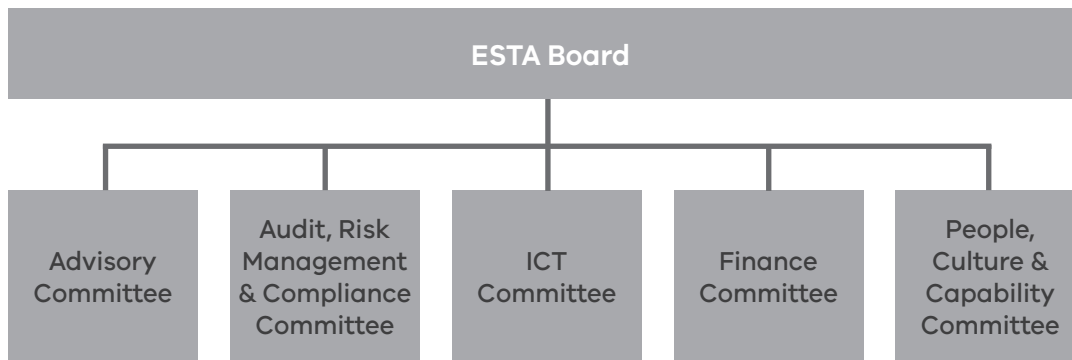 ESTA Board
Advisory
Committee
Audit, Risk
Management
& Compliance
Committee
ICT
Committee
Finance
Committee
People,
Culture &
Capability
Committee